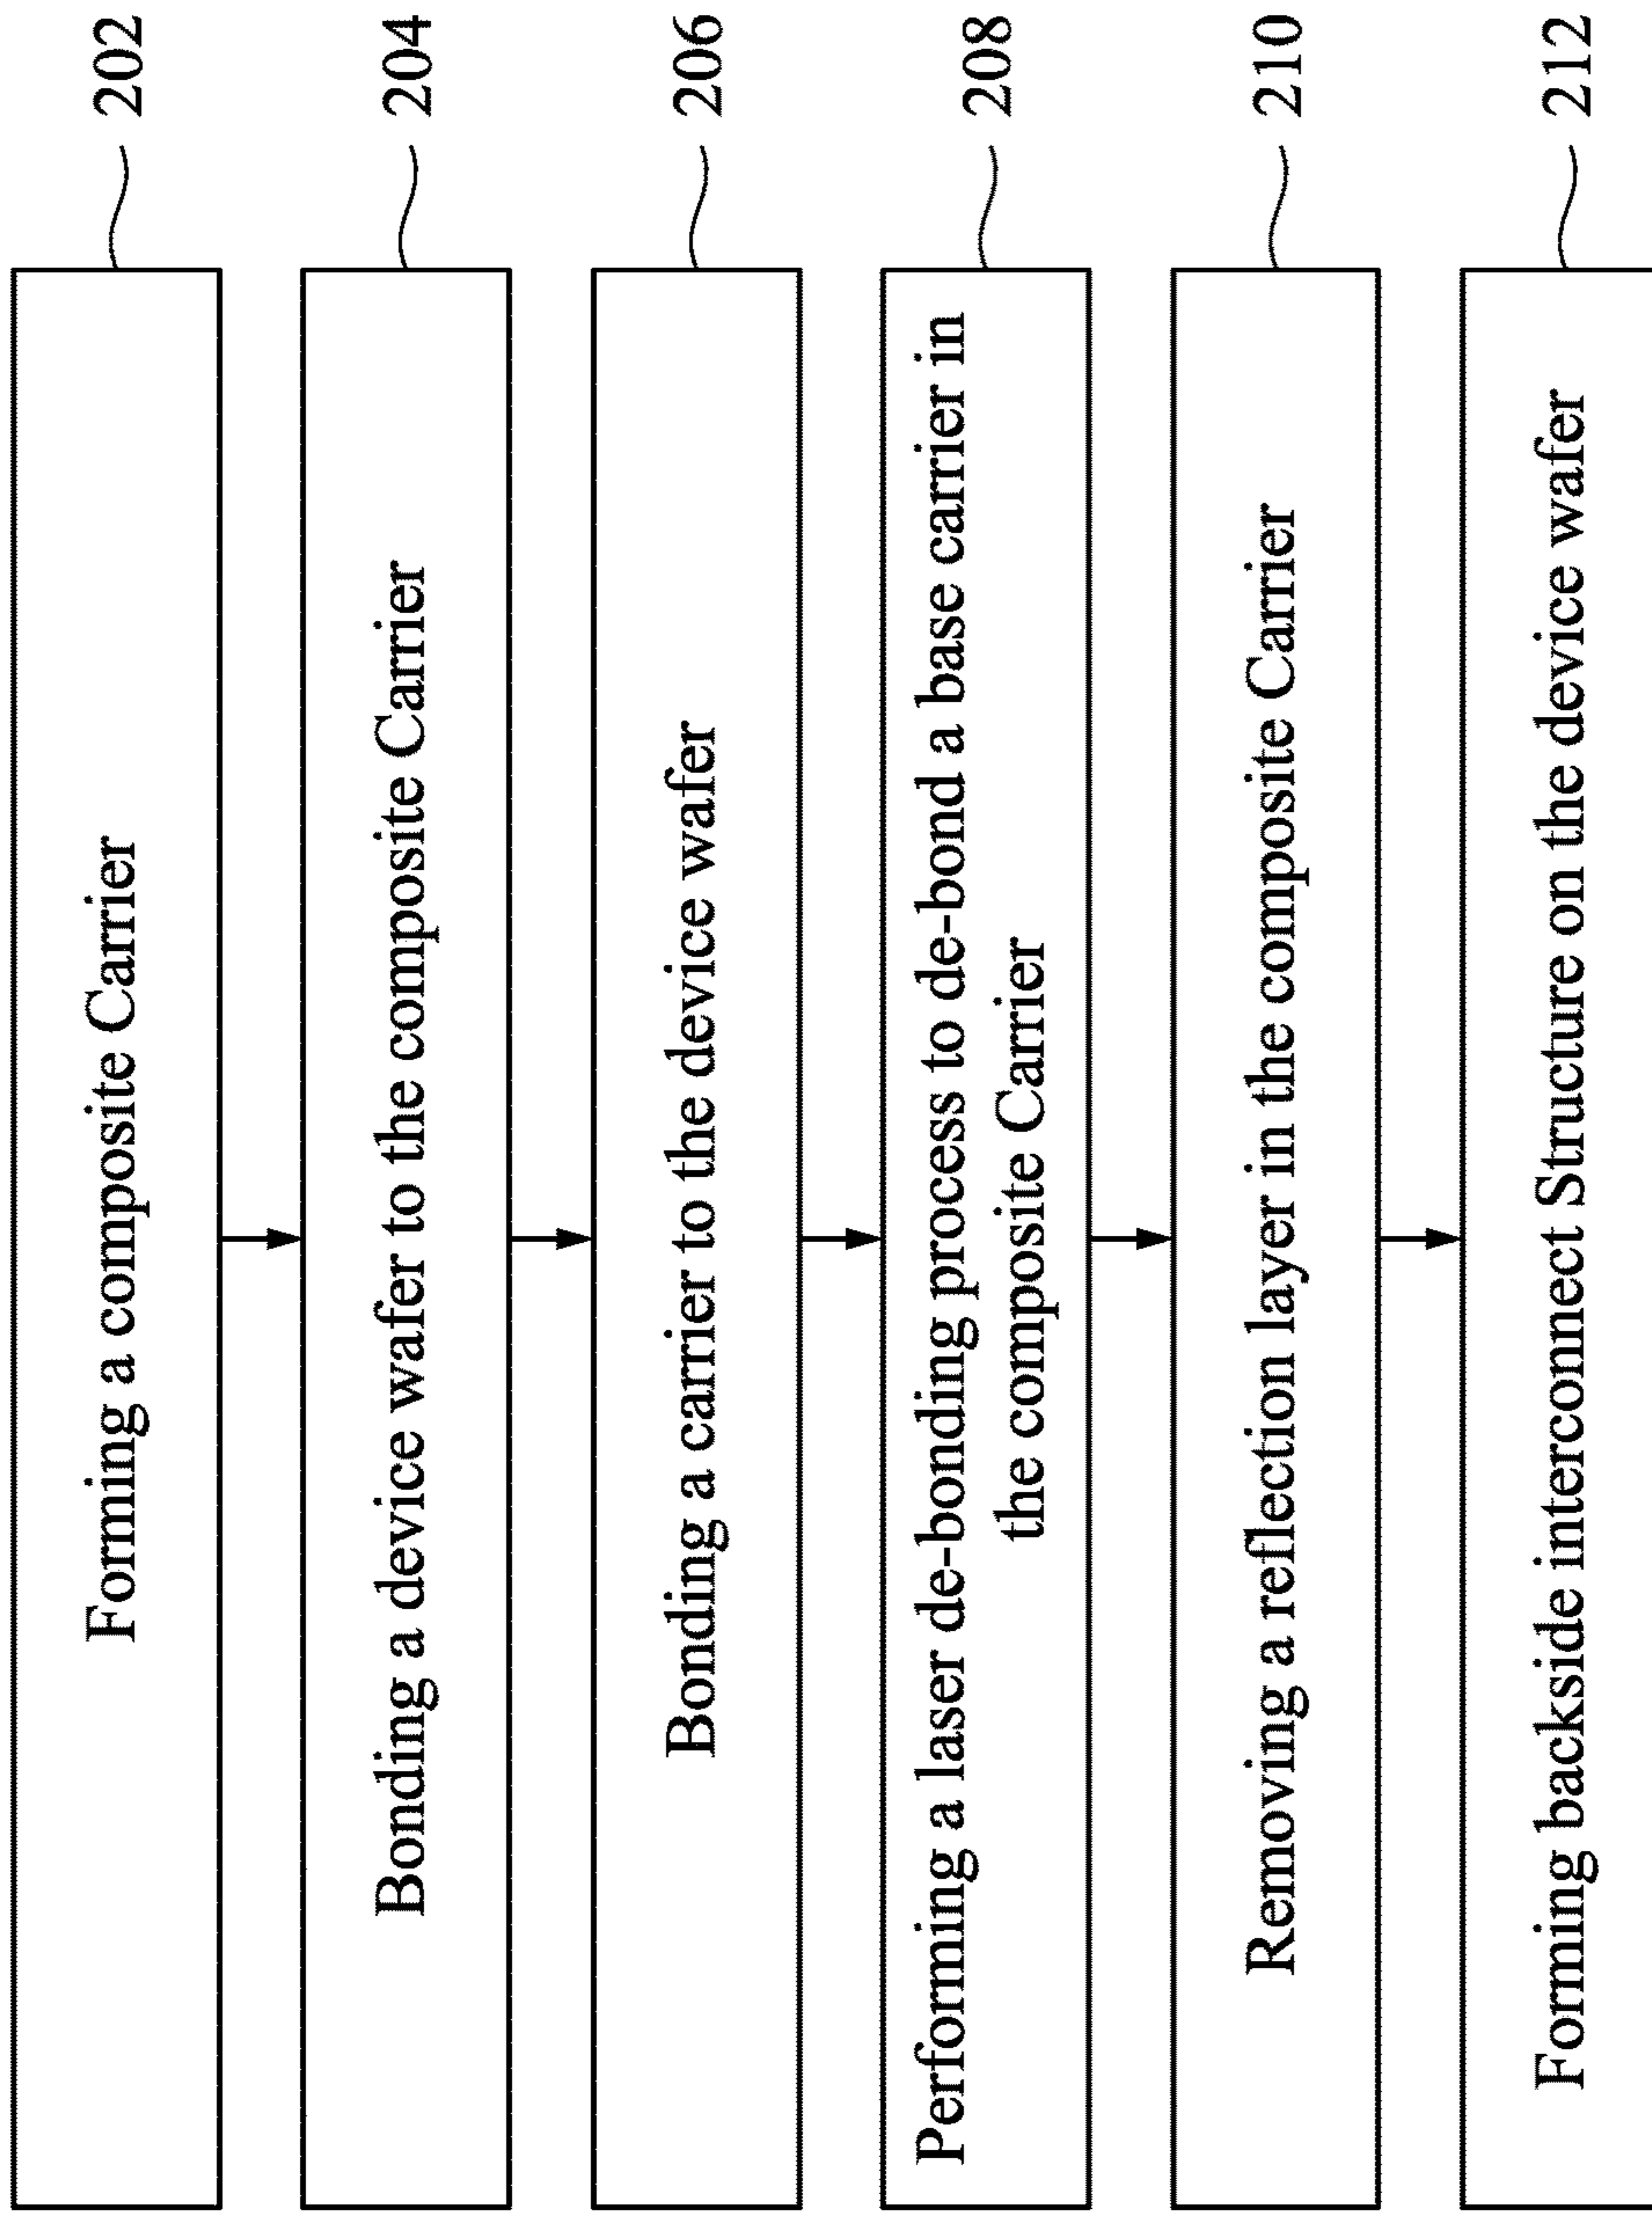 Forming a composite Carrier
202
Bonding a device wafer to the composite Carrier
204
Bonding a carrier to the device wafer
206
Performing a laser de-bonding process to de-bond a base carrier in
the composite Carrier
208
Removing a reflection layer in the composite Carrier
210
Forming backside interconnect Structure on the device wafer
212